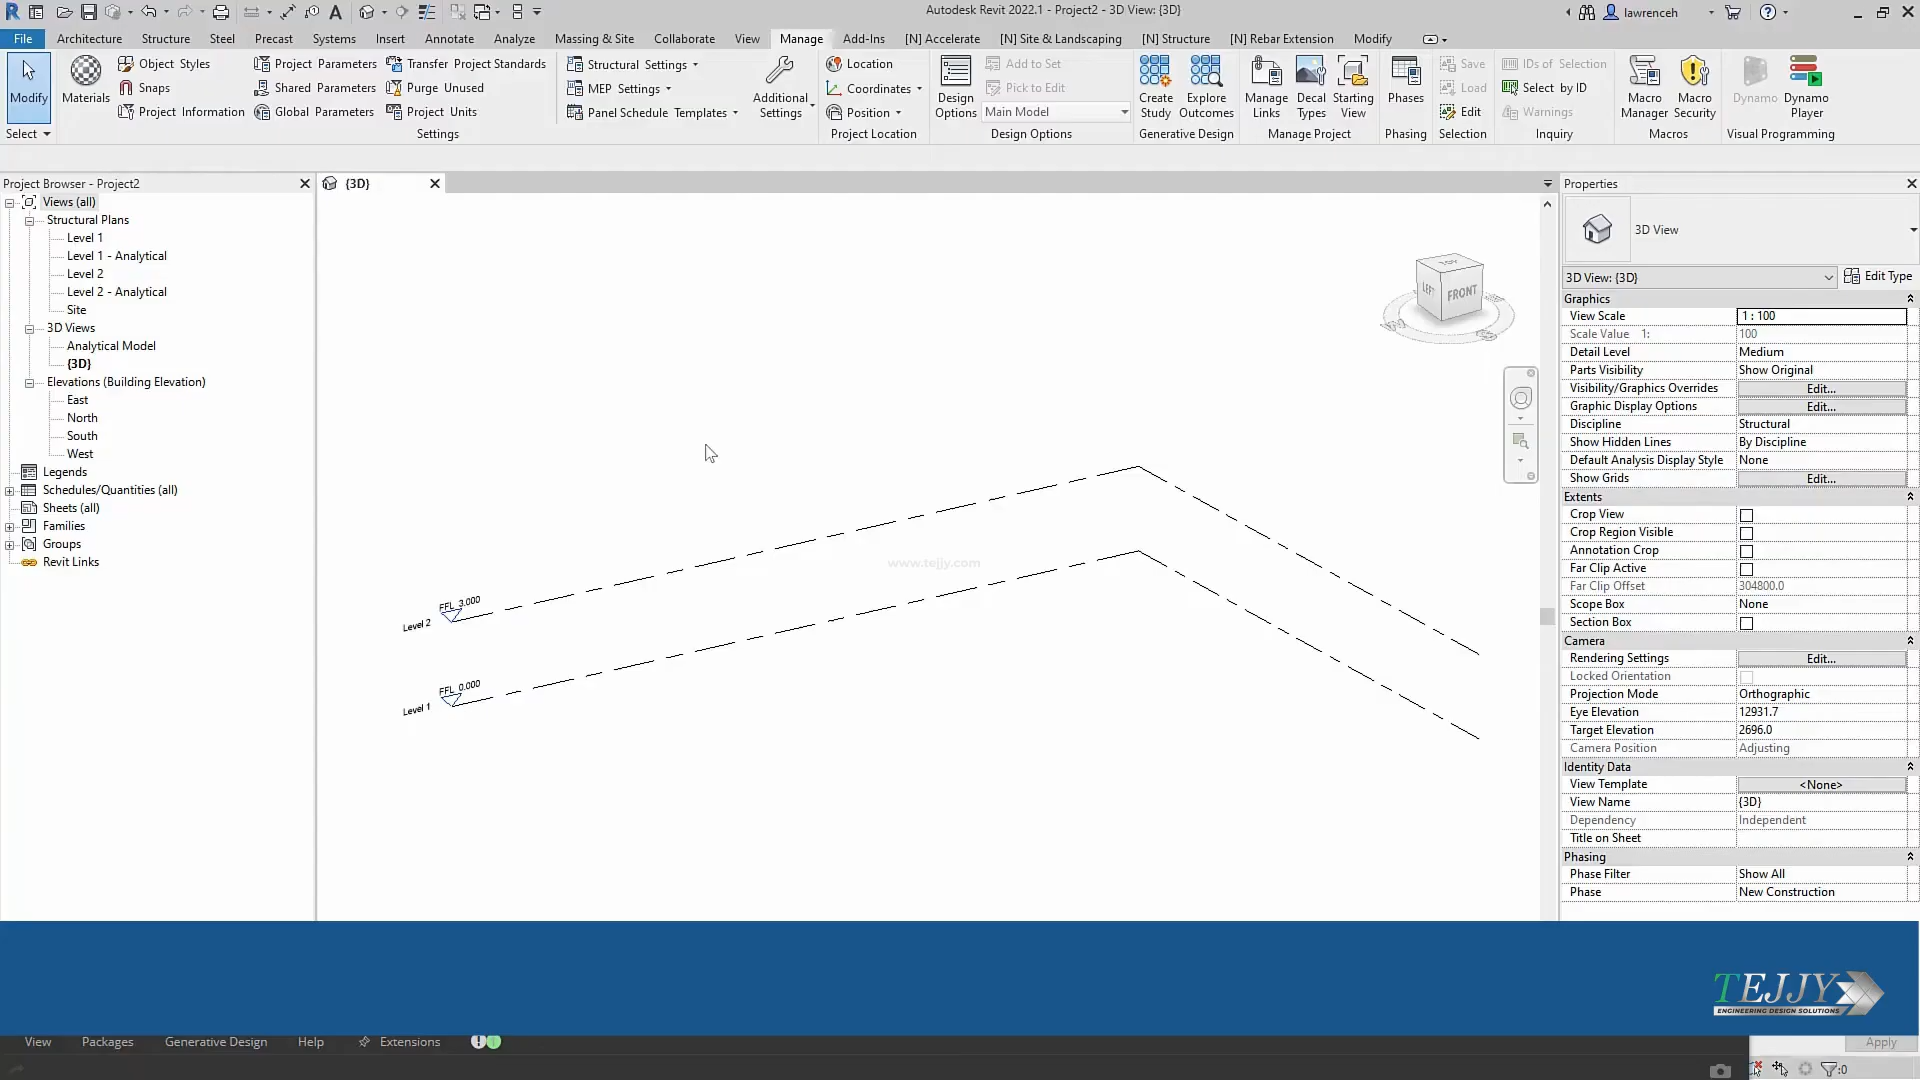 Autodesk Revit 2022.1 - Project2 - 3D View: {3D}
lawrenceh
File Architecture Structure Steel Precast Systems Insert Annotate Analyze Massing & Site Collaborate View Manage Add-Ins [N] Accelerate [N] Site & Landscaping [N] Structure [N] Rebar Extension Modify
Modify
Select
Materials
Object Styles
Snaps
Project Information
Project Parameters
Shared Parameters
Global Parameters
Transfer Project Standards
Purge Unused
Project Units
Settings
Structural Settings
MEP Settings
Panel Schedule Templates
Additional Settings
Location
Coordinates
Position
Project Location
Design Options
Add to Set
Pick to Edit
Main Model
Design Options
Create Study
Explore Outcomes
Generative Design
Manage Links
Decal Types
Starting View
Manage Project
Phases
Phasing
Save
Load
Edit
Selection
IDs of Selection
Select by ID
Warnings
Inquiry
Macro Manager
Macro Security
Macros
Dynamo
Dynamo Player
Visual Programming
Project Browser - Project2
Views (all)
Structural Plans
Level 1
Level 1 - Analytical
Level 2
Level 2 - Analytical
Site
3D Views
Analytical Model
{3D}
Elevations (Building Elevation)
East
North
South
West
Legends
Schedules/Quantities (all)
Sheets (all)
Families
Groups
Revit Links
{3D}
TOP
LEFT
FRONT
FFL 3.000
Level 2
FFL 0.000
Level 1
www.tejjy.com
Properties
3D View
3D View: {3D}
Edit Type
Graphics
View Scale 1 : 100
Scale Value 1: 100
Detail Level Medium
Parts Visibility Show Original
Visibility/Graphics Overrides Edit...
Graphic Display Options Edit...
Discipline Structural
Show Hidden Lines By Discipline
Default Analysis Display Style None
Show Grids Edit...
Extents
Crop View
Crop Region Visible
Annotation Crop
Far Clip Active
Far Clip Offset 304800.0
Scope Box None
Section Box
Camera
Rendering Settings Edit...
Locked Orientation
Projection Mode Orthographic
Eye Elevation 12931.7
Target Elevation 2696.0
Camera Position Adjusting
Identity Data
View Template <None>
View Name {3D}
Dependency Independent
Title on Sheet
Phasing
Phase Filter Show All
Phase New Construction
TEJJY
ENGINEERING DESIGN SOLUTIONS
View Packages Generative Design Help Extensions
Apply
:0